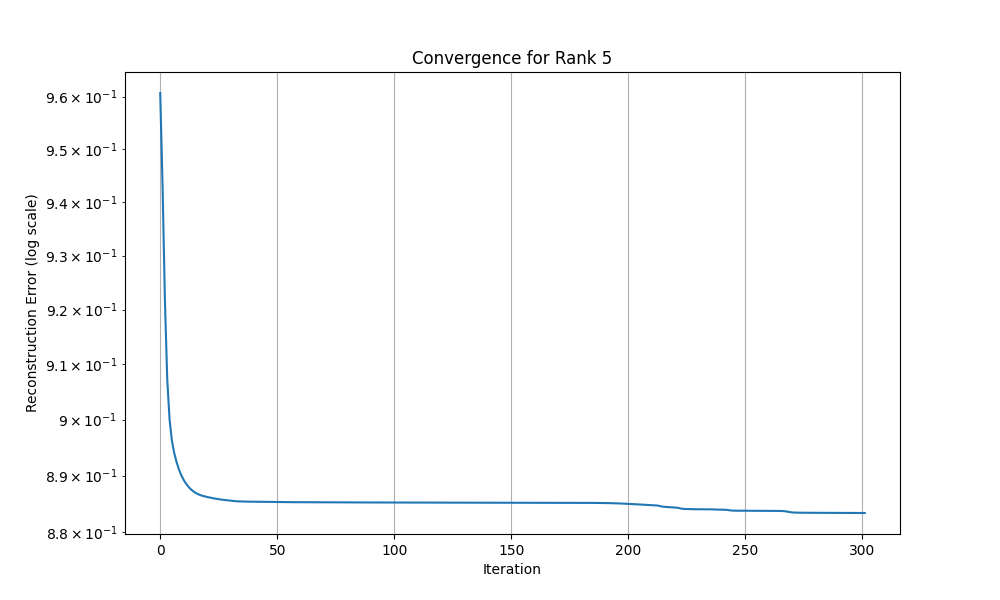 Convergence for Rank 5
Reconstruction Error (log scale)
9.6 × 10⁻¹
9.5 × 10⁻¹
9.4 × 10⁻¹
9.3 × 10⁻¹
9.2 × 10⁻¹
9.1 × 10⁻¹
9 × 10⁻¹
8.9 × 10⁻¹
8.8 × 10⁻¹
0 50 100 150 200 250 300
Iteration